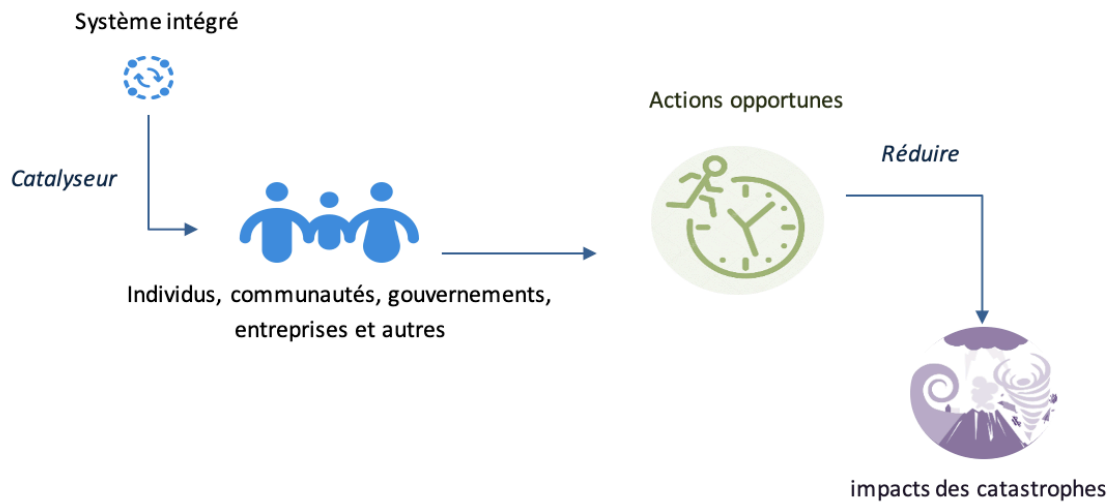 Système intégré
Catalyseur
Individus, communautés, gouvernements,
entreprises et autres
Actions opportunes
Réduire
impacts des catastrophes